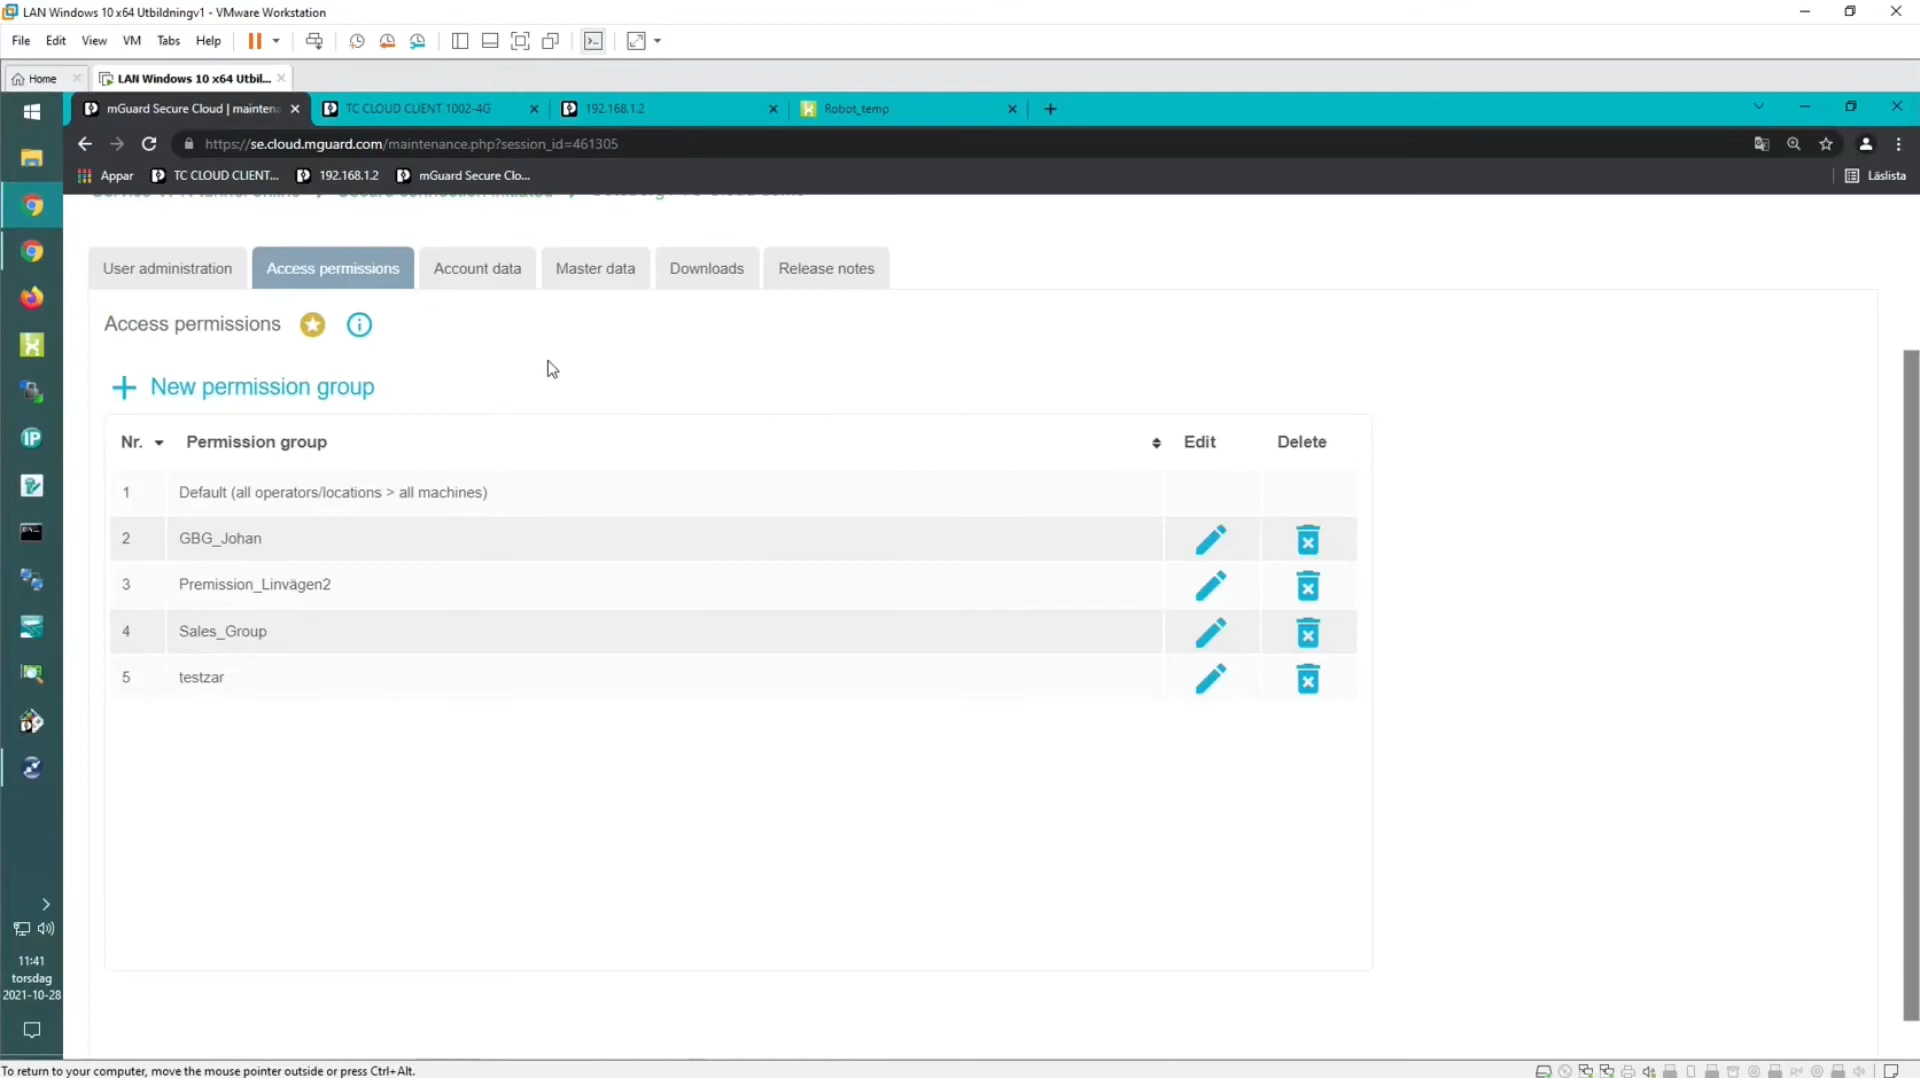 LAN Windows 10 x64 Utbildningv1 - VMware Workstation
File Edit View VM Tabs Help
Home LAN Windows 10 x64 Utbil...
mGuard Secure Cloud | mainten TC CLOUD CLIENT 1002-4G 192.168.1.2 Robot_temp
https://se.cloud.mguard.com/maintenance.php?session_id=461305
Appar TC CLOUD CLIENT... 192.168.1.2 mGuard Secure Clo... Läslista
User administration Access permissions Account data Master data Downloads Release notes
Access permissions
New permission group
Nr. Permission group Edit Delete
1 Default (all operators/locations > all machines)
2 GBG_Johan
3 Premission_Linvägen2
4 Sales_Group
5 testzar
11:41
torsdag
2021-10-28
To return to your computer, move the mouse pointer outside or press Ctrl+Alt.